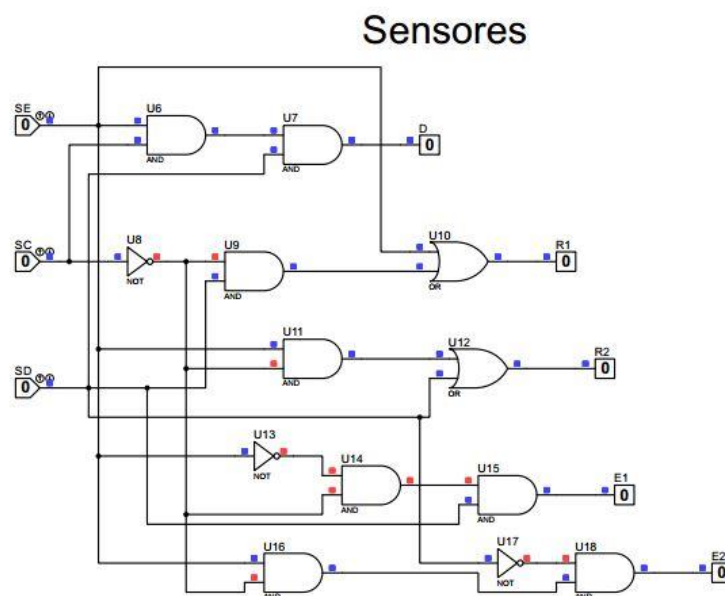 Sensores
SE
0
U6
AND
U7
AND
D
0
SC
0
U8
NOT
U9
AND
U10
OR
R1
0
U11
AND
U12
OR
R2
0
SD
0
U13
NOT
U14
AND
U15
AND
E1
0
U16
AND
U17
NOT
U18
AND
E2
0